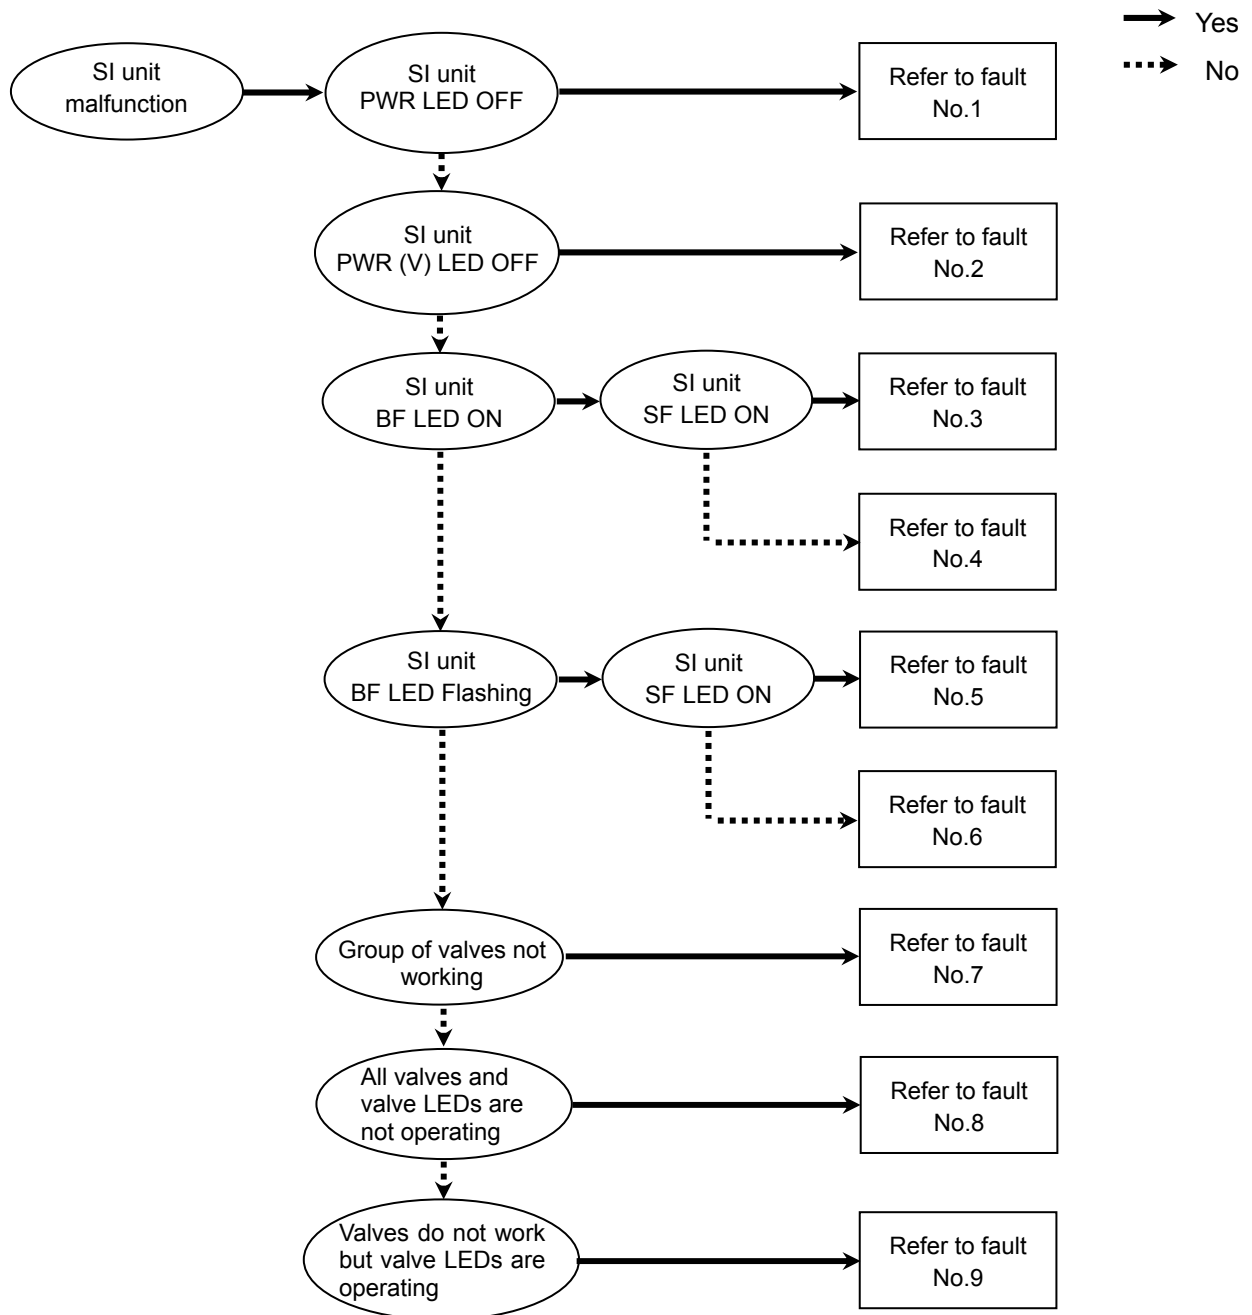 Yes
No
SI unit
malfunction
SI unit
PWR LED OFF
Refer to fault
No.1
SI unit
PWR (V) LED OFF
Refer to fault
No.2
SI unit
BF LED ON
SI unit
SF LED ON
Refer to fault
No.3
Refer to fault
No.4
SI unit
BF LED Flashing
SI unit
SF LED ON
Refer to fault
No.5
Refer to fault
No.6
Group of valves not
working
Refer to fault
No.7
All valves and
valve LEDs are
not operating
Refer to fault
No.8
Valves do not work
but valve LEDs are
operating
Refer to fault
No.9